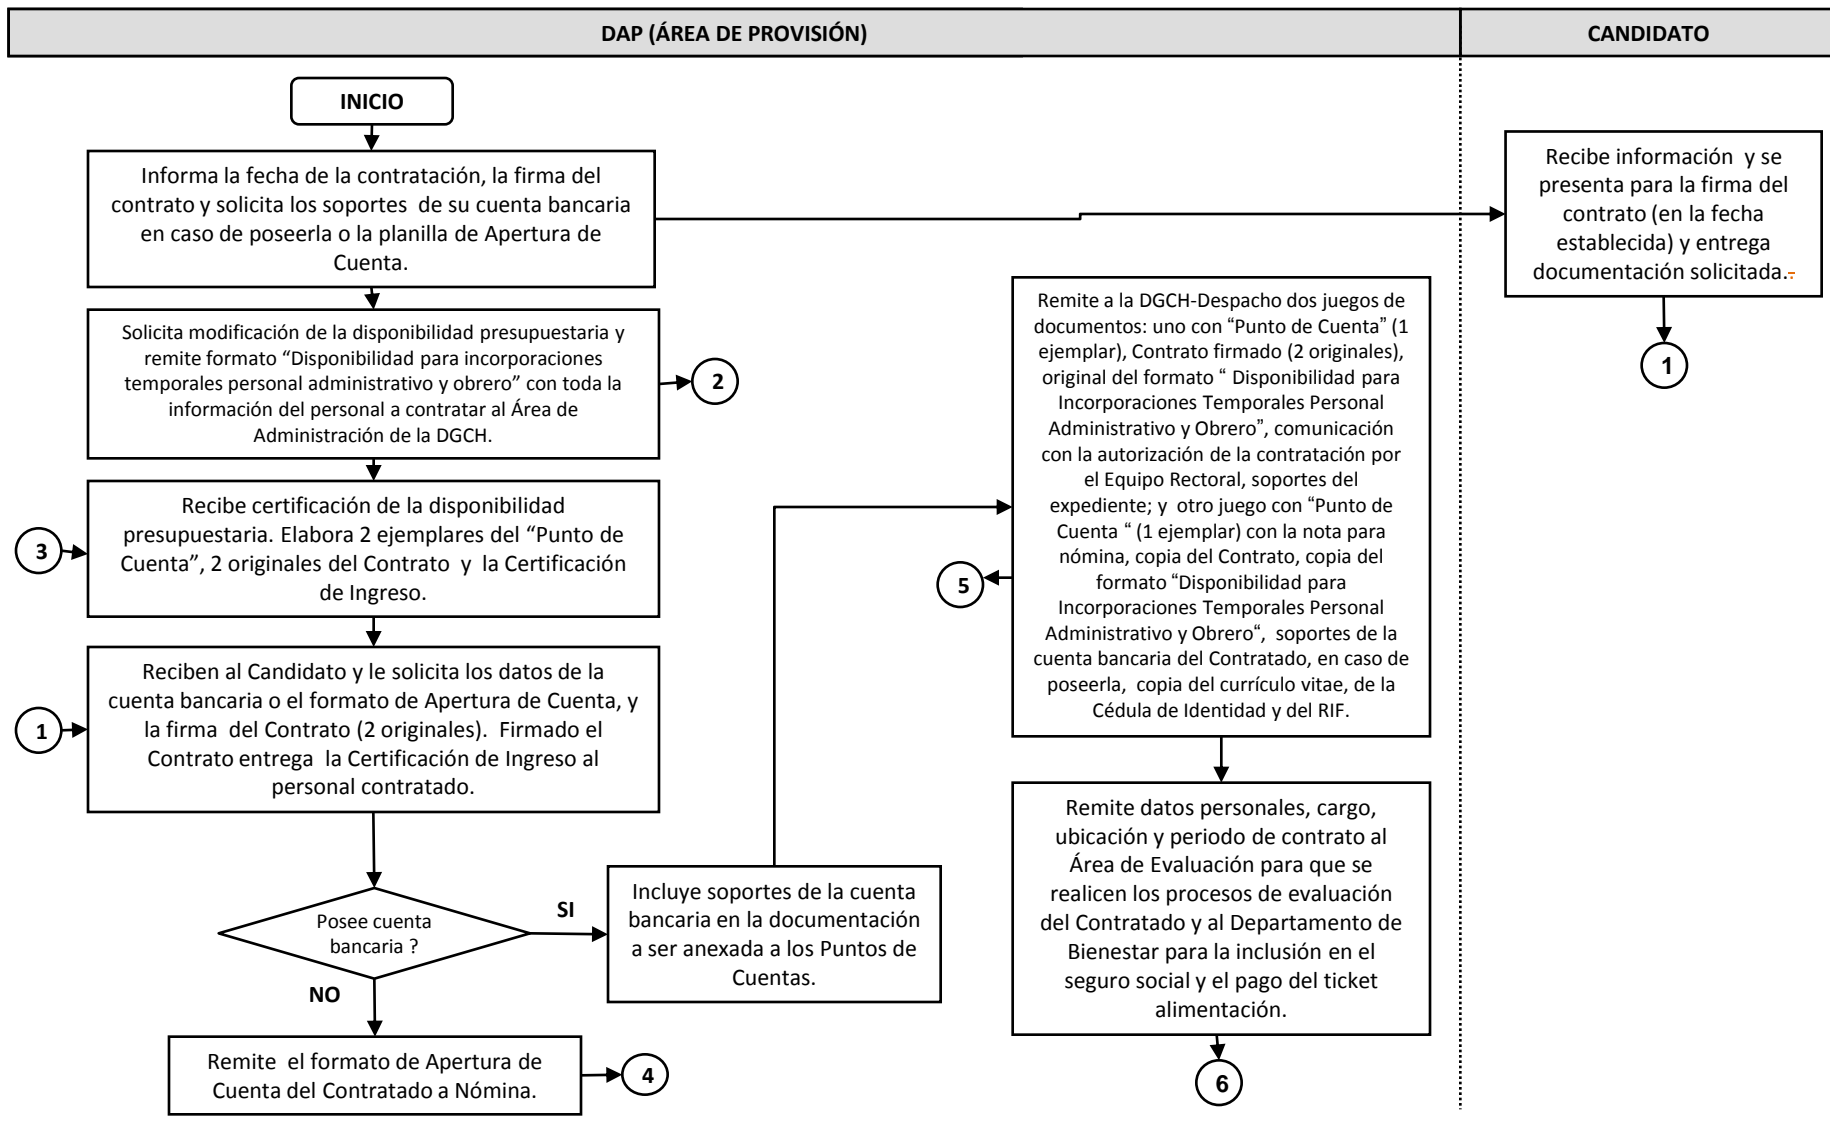 DAP (ÁREA DE PROVISIÓN)
CANDIDATO
INICIO
Informa la fecha de la contratación, la firma del
contrato y solicita los soportes de su cuenta bancaria
en caso de poseerla o la planilla de Apertura de
Cuenta.
Solicita modificación de la disponibilidad presupuestaria y
remite formato “Disponibilidad para incorporaciones
temporales personal administrativo y obrero” con toda la
información del personal a contratar al Área de
Administración de la DGCH.
2
Recibe certificación de la disponibilidad
presupuestaria. Elabora 2 ejemplares del “Punto de
Cuenta”, 2 originales del Contrato y la Certificación
de Ingreso.
3
Reciben al Candidato y le solicita los datos de la
cuenta bancaria o el formato de Apertura de Cuenta, y
la firma del Contrato (2 originales). Firmado el
Contrato entrega la Certificación de Ingreso al
personal contratado.
1
Posee cuenta
bancaria ?
SI
NO
Incluye soportes de la cuenta
bancaria en la documentación
a ser anexada a los Puntos de
Cuentas.
Remite el formato de Apertura de
Cuenta del Contratado a Nómina.
4
Remite a la DGCH-Despacho dos juegos de
documentos: uno con “Punto de Cuenta” (1
ejemplar), Contrato firmado (2 originales),
original del formato “ Disponibilidad para
Incorporaciones Temporales Personal
Administrativo y Obrero”, comunicación
con la autorización de la contratación por
el Equipo Rectoral, soportes del
expediente; y otro juego con “Punto de
Cuenta “ (1 ejemplar) con la nota para
nómina, copia del Contrato, copia del
formato “Disponibilidad para
Incorporaciones Temporales Personal
Administrativo y Obrero“, soportes de la
cuenta bancaria del Contratado, en caso de
poseerla, copia del currículo vitae, de la
Cédula de Identidad y del RIF.
5
Remite datos personales, cargo,
ubicación y periodo de contrato al
Área de Evaluación para que se
realicen los procesos de evaluación
del Contratado y al Departamento de
Bienestar para la inclusión en el
seguro social y el pago del ticket
alimentación.
6
Recibe información y se
presenta para la firma del
contrato (en la fecha
establecida) y entrega
documentación solicitada..
1